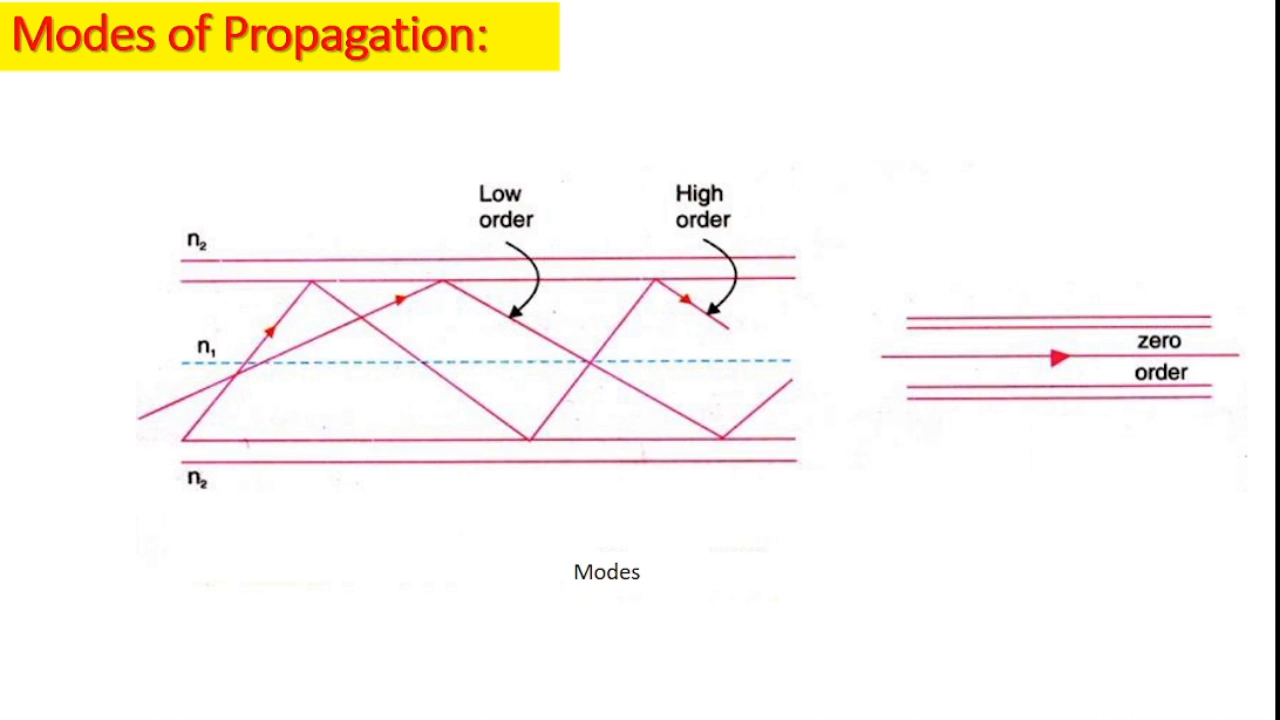 Modes of Propagation:
Low
order
High
order
n₂
n₁
zero
order
n₂
Modes